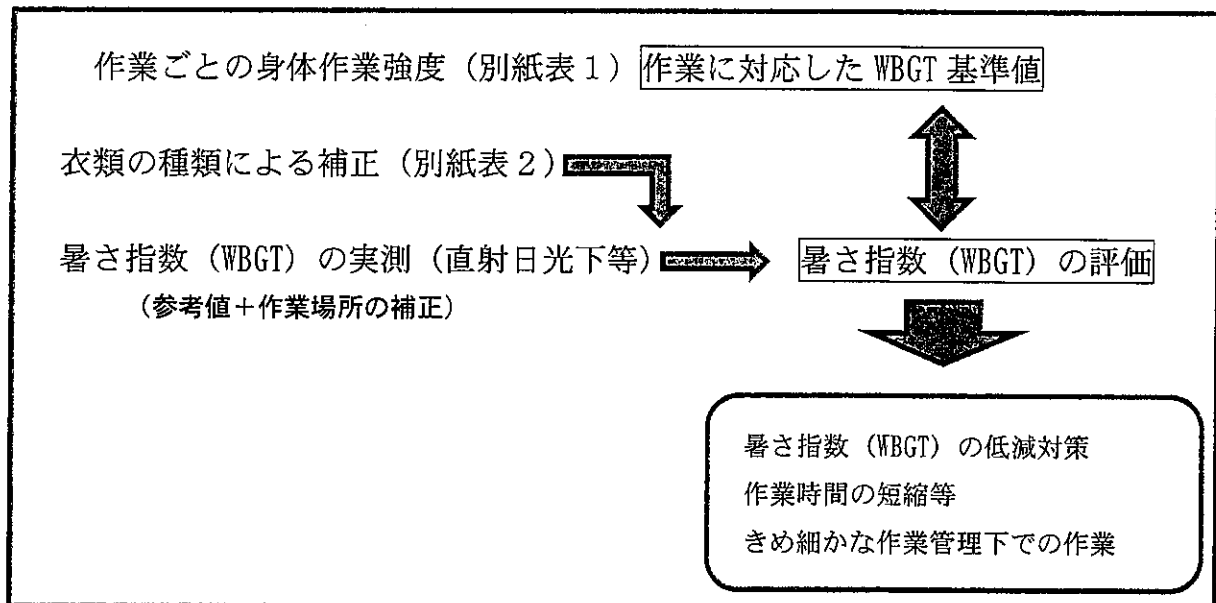 作業ごとの身体作業強度（別紙表１）作業に対応した WBGT 基準値
衣類の種類による補正（別紙表２）
暑さ指数（WBGT）の実測（直射日光下等）
暑さ指数（WBGT）の評価
（参考値＋作業場所の補正）
暑さ指数（WBGT）の低減対策
作業時間の短縮等
きめ細かな作業管理下での作業